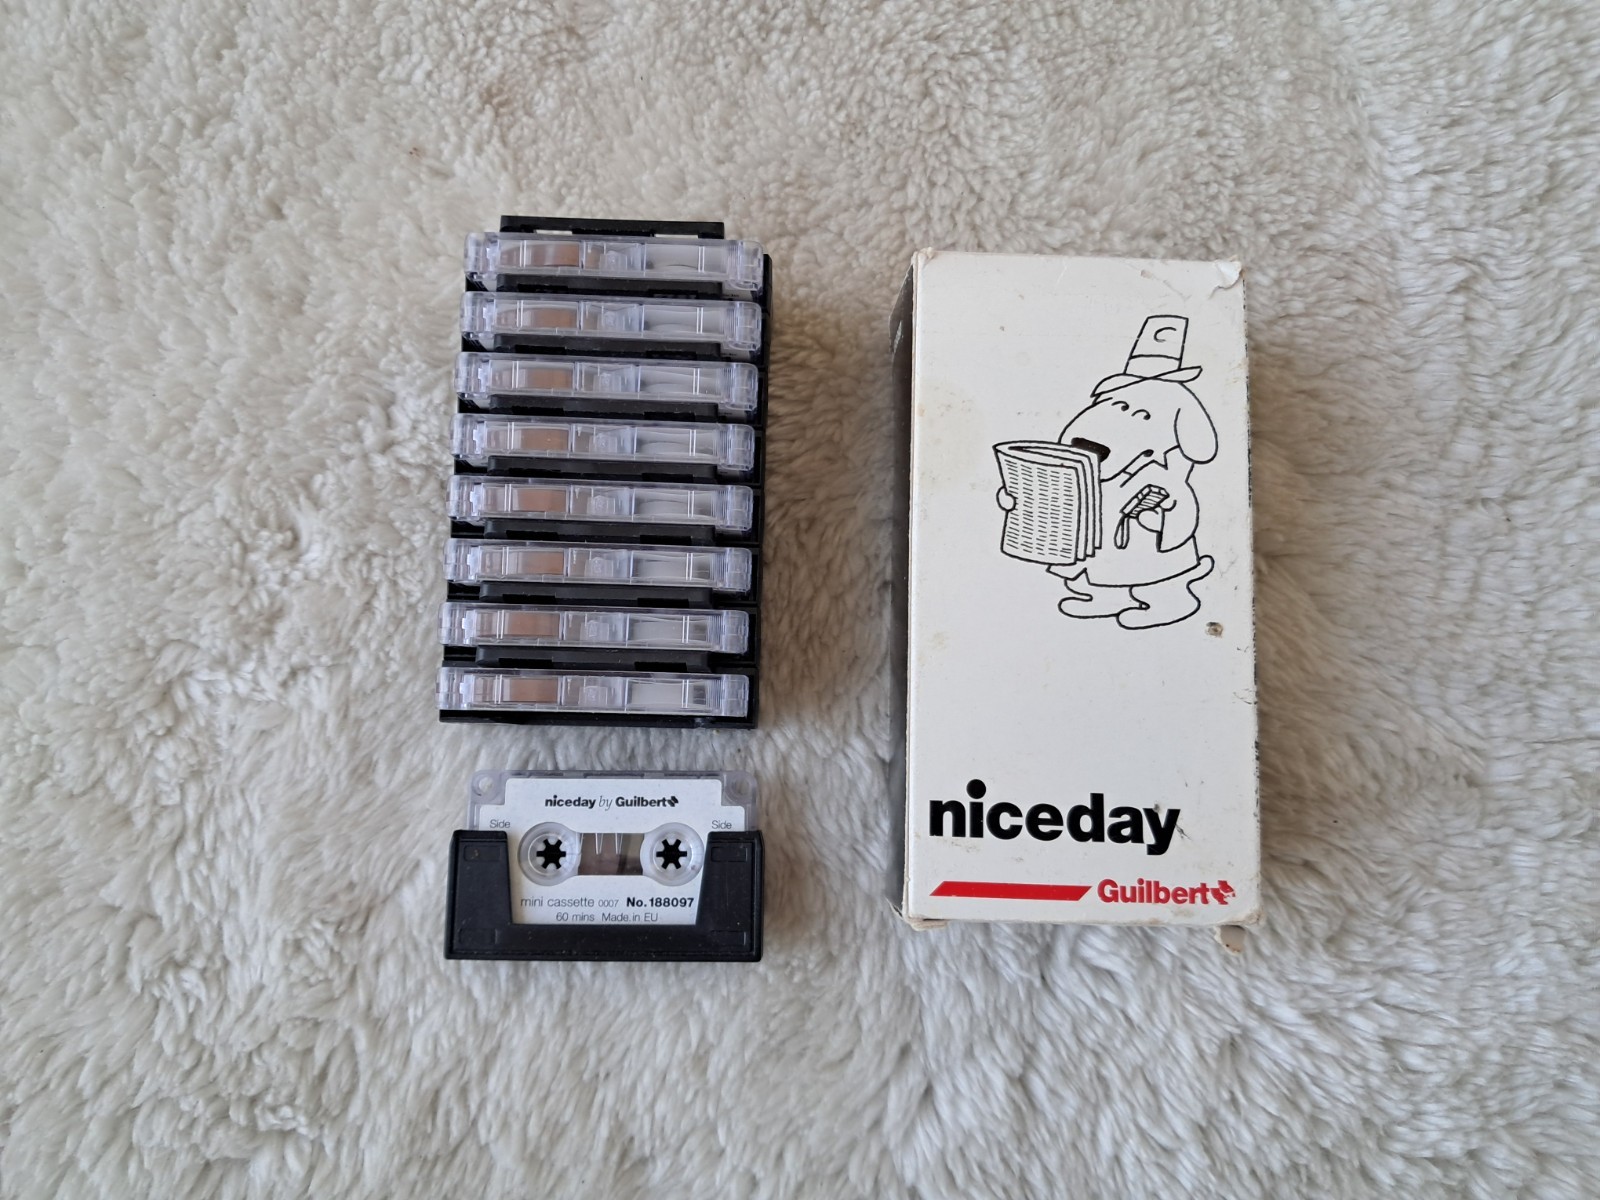 niceday by Guilbert
Side Side
mini cassette 0007 No. 188097
60 mins Made in EU
C
niceday
Guilbert